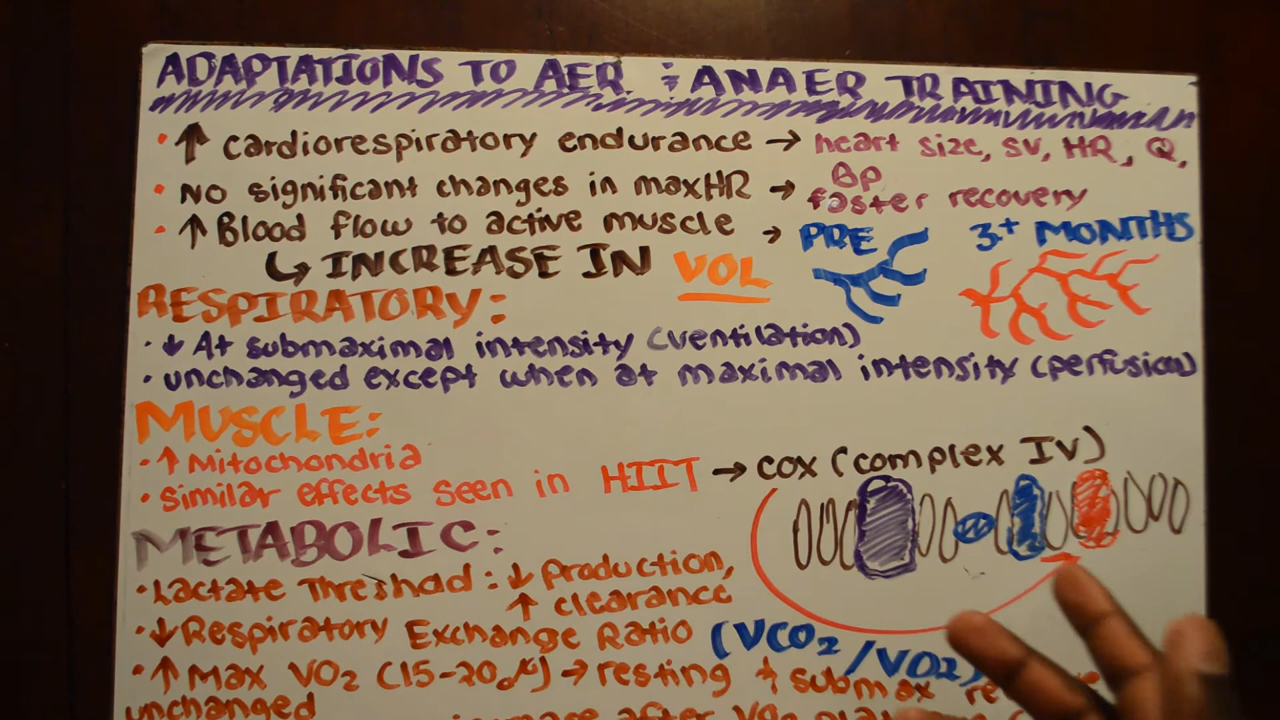 ADAPTATIONS TO AER & ANAER TRAINING
• ↑ cardiorespiratory endurance → heart size, SV, HR, Q, BP
• NO significant changes in maxHR → faster recovery
• ↑ Blood flow to active muscle → PRE 3+ MONTHS
↳ INCREASE IN VOL
RESPIRATORY:
• ↓ At submaximal intensity (ventilation)
• unchanged except when at maximal intensity (perfusion)
MUSCLE:
• ↑ Mitochondria
• similar effects seen in HIIT → cox (complex IV)
METABOLIC:
• Lactate Threshold: ↓ production,
↑ clearance
• ↓ Respiratory Exchange Ratio (VCO2/VO2)
• ↑ Max VO2 (15-20%) → resting & submax
unchanged
after VO2